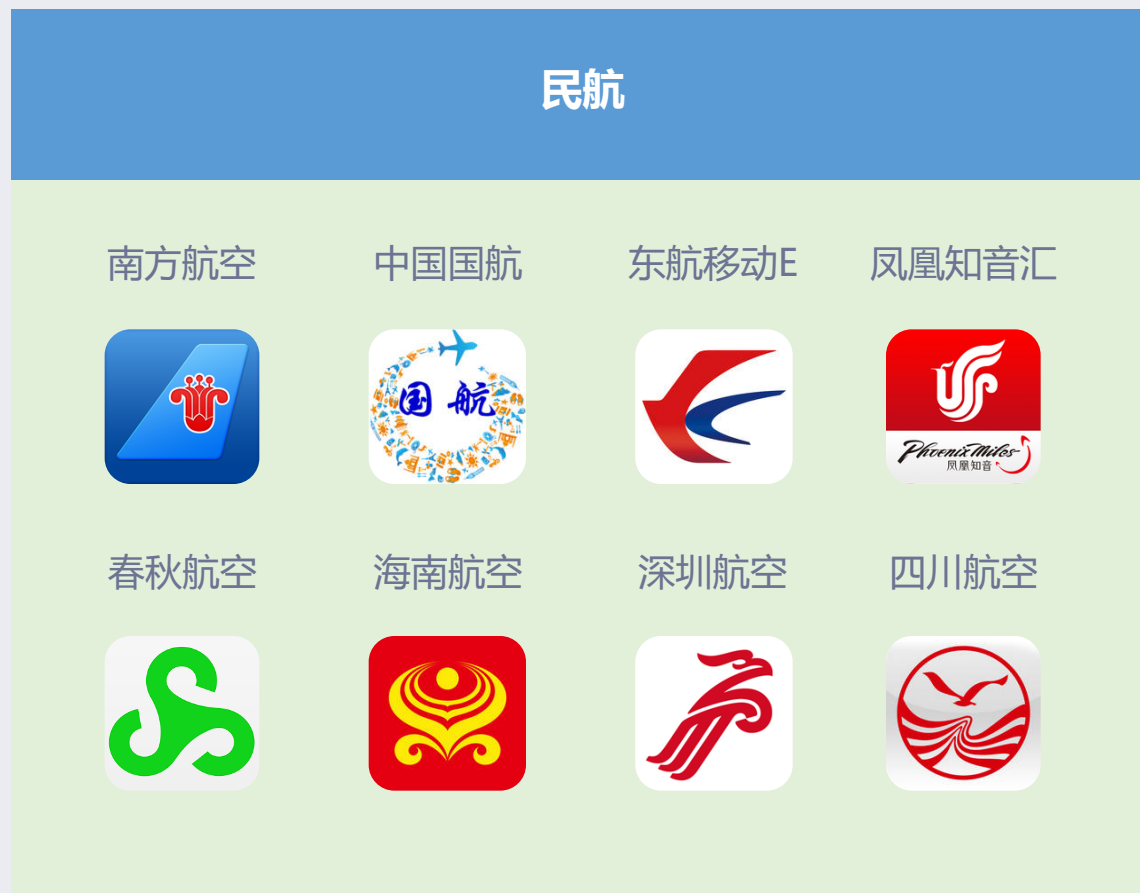 民航
南方航空
中国国航
东航移动E
凤凰知音汇
国航
Phoenix Miles
凤凰知音
春秋航空
海南航空
深圳航空
四川航空